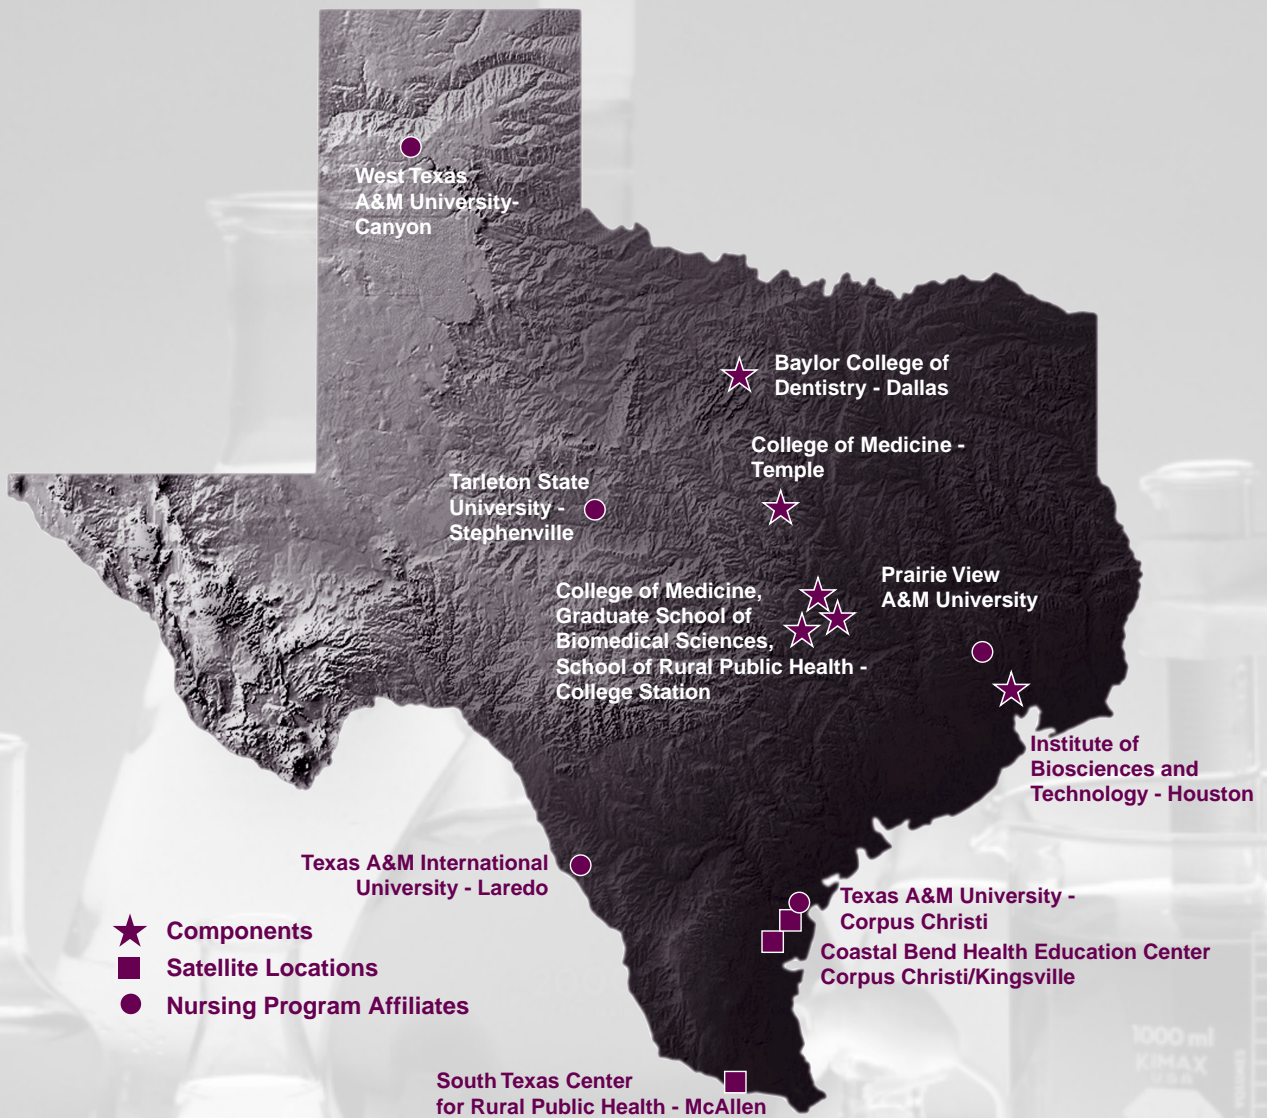 West Texas
A&M University-
Canyon
Baylor College of
Dentistry - Dallas
College of Medicine -
Temple
Tarleton State
University -
Stephenville
Prairie View
A&M University
College of Medicine,
Graduate School of
Biomedical Sciences,
School of Rural Public Health -
College Station
Institute of
Biosciences and
Technology - Houston
Texas A&M International
University - Laredo
Texas A&M University -
Corpus Christi
Coastal Bend Health Education Center
Corpus Christi/Kingsville
Components
Satellite Locations
Nursing Program Affiliates
South Texas Center
for Rural Public Health - McAllen
1000 ml
KIMAX